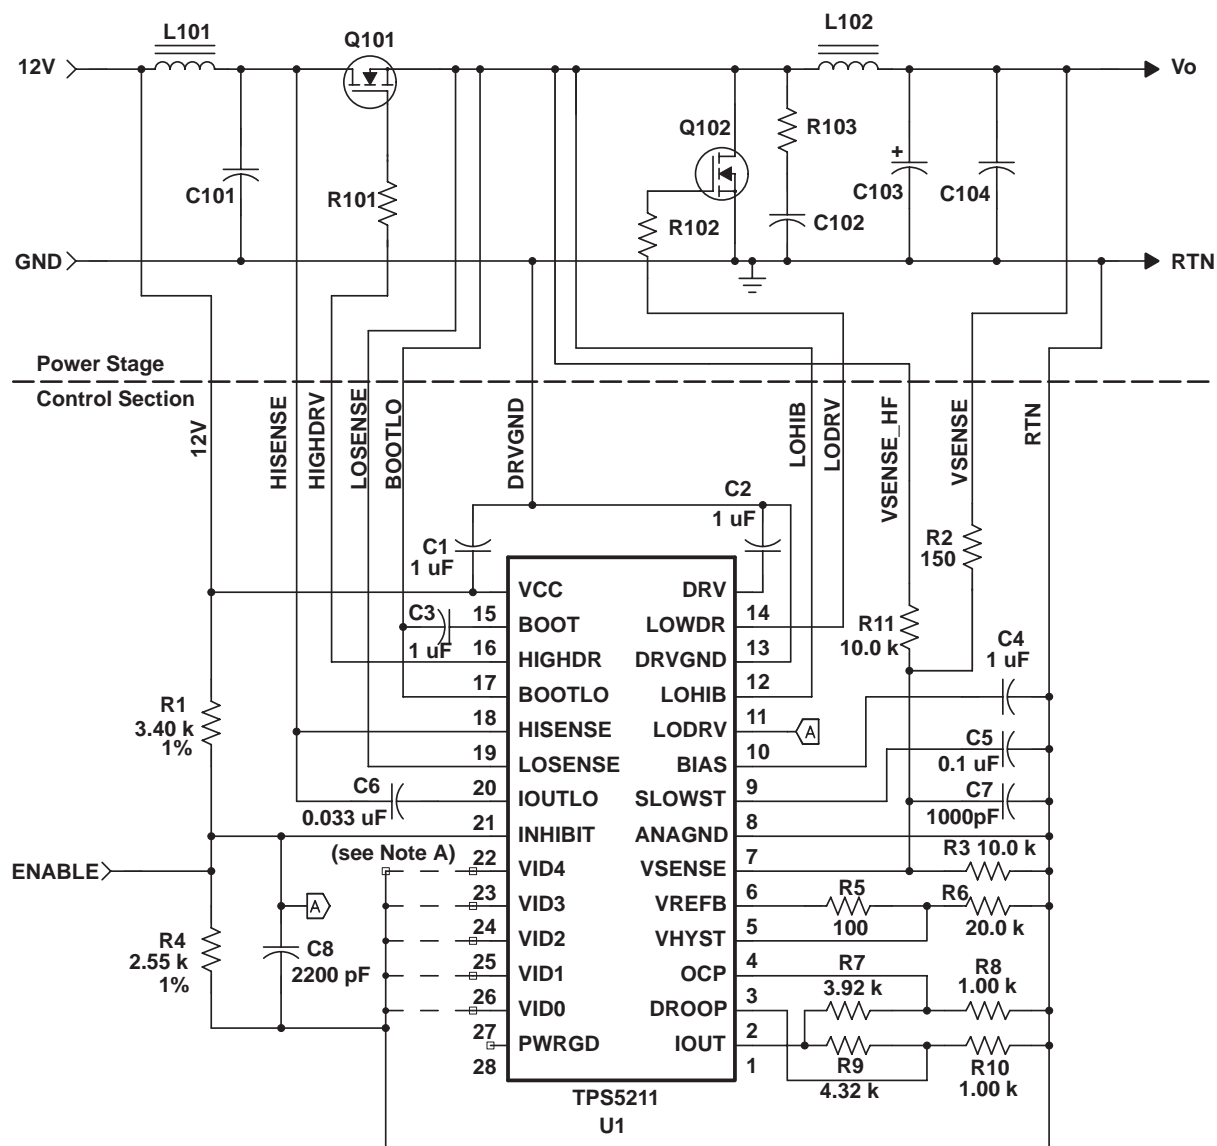 L101
Q101
L102
12V
Vo
C101
R101
Q102
R103
R102
C102
+
C103
C104
GND
RTN
Power Stage
Control Section
12V
HISENSE
HIGHDRV
LOSENSE
BOOTLO
DRVGND
LOHIB
LODRV
VSENSE_HF
VSENSE
RTN
C2
1 uF
C1
1 uF
R2
150
VCC
DRV
C3
1 uF
15
BOOT
LOWDR
14
R11
10.0 k
16
HIGHDR
DRVGND
13
C4
1 uF
17
BOOTLO
LOHIB
12
R1
3.40 k
1%
18
HISENSE
LODRV
11
A
19
LOSENSE
BIAS
10
C5
0.1 uF
C6
0.033 uF
20
IOUTLO
SLOWST
9
C7
1000pF
21
INHIBIT
ANAGND
8
(see Note A)
R3 10.0 k
ENABLE
22
VID4
VSENSE
7
23
VID3
VREFB
6
R5
100
R6
20.0 k
A
24
VID2
VHYST
5
R4
2.55 k
1%
C8
2200 pF
25
VID1
OCP
4
R7
3.92 k
R8
1.00 k
26
VID0
DROOP
3
27
PWRGD
IOUT
2
28
1
R9
4.32 k
R10
1.00 k
TPS5211
U1